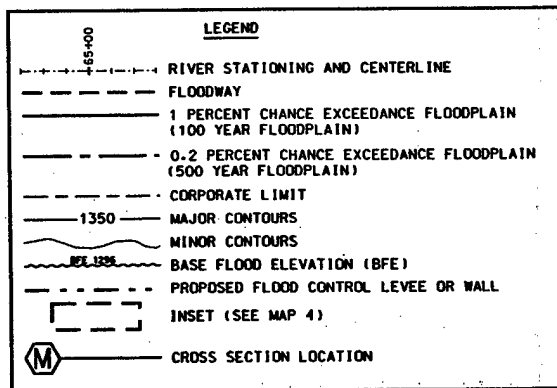 LEGEND
65+00
RIVER STATIONING AND CENTERLINE
FLOODWAY
1 PERCENT CHANCE EXCEEDANCE FLOODPLAIN
(100 YEAR FLOODPLAIN)
0.2 PERCENT CHANCE EXCEEDANCE FLOODPLAIN
(500 YEAR FLOODPLAIN)
CORPORATE LIMIT
1350 MAJOR CONTOURS
MINOR CONTOURS
BFE 1296 BASE FLOOD ELEVATION (BFE)
PROPOSED FLOOD CONTROL LEVEE OR WALL
INSET (SEE MAP 4)
M CROSS SECTION LOCATION